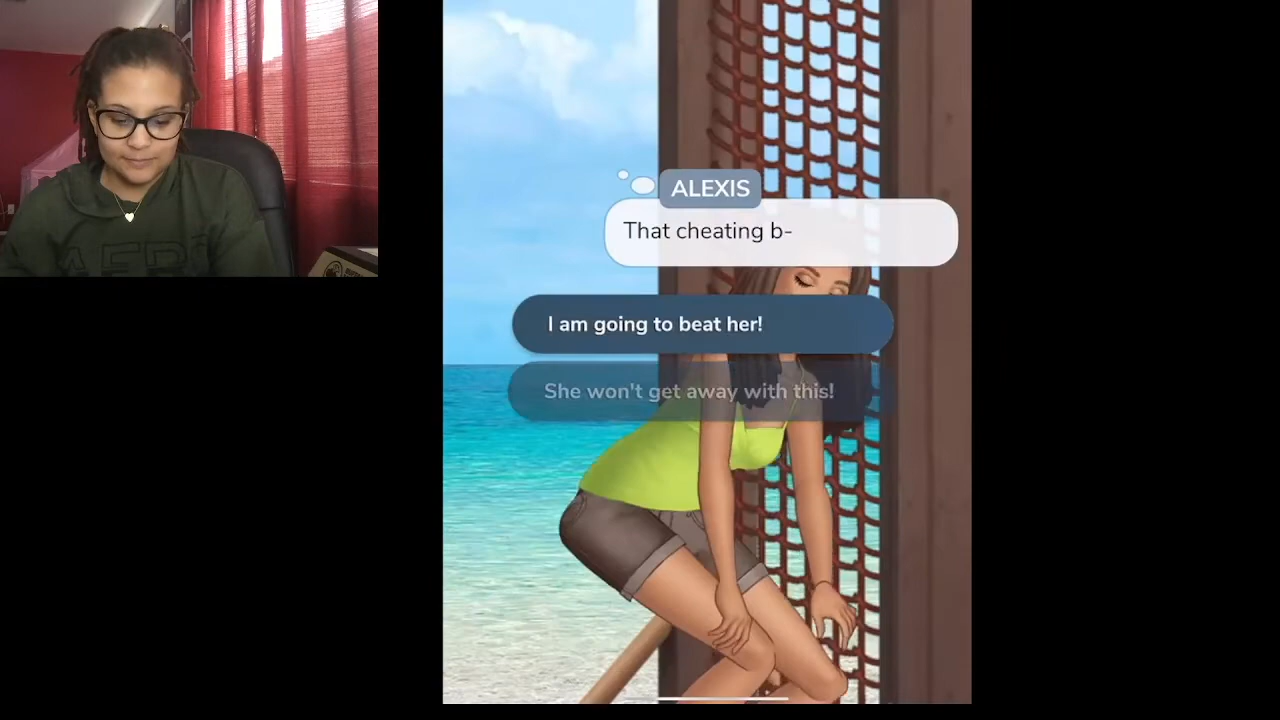 ALEXIS
That cheating b-
I am going to beat her!
She won't get away with this!